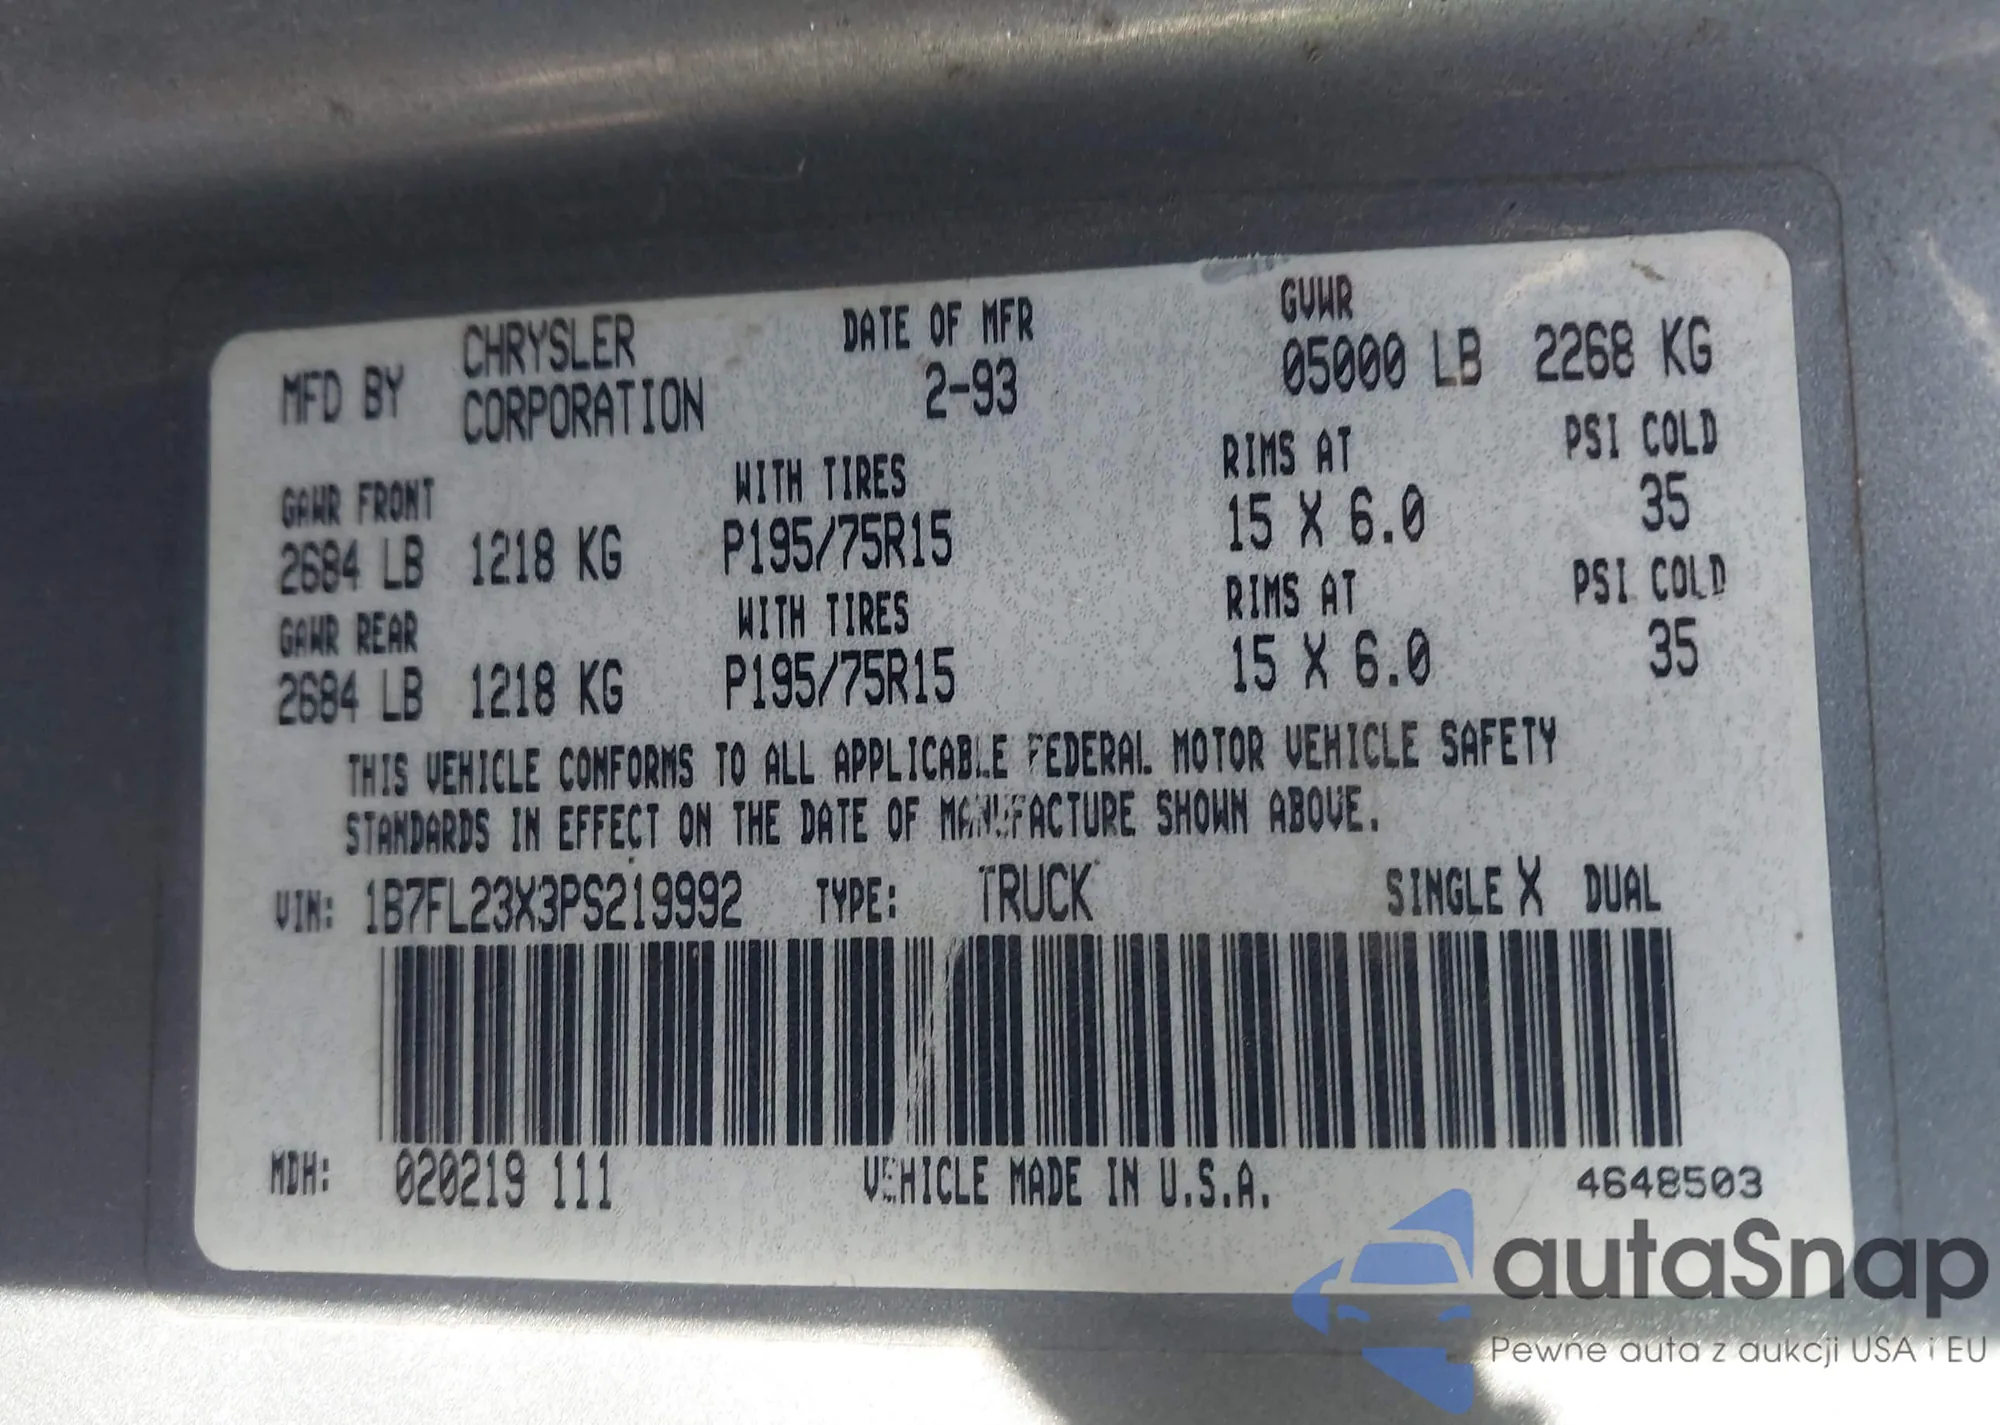 MFD BY CHRYSLER CORPORATION DATE OF MFR 2-93 GVWR 05000 LB 2268 KG
GAWR FRONT WITH TIRES RIMS AT PSI COLD
2684 LB 1218 KG P195/75R15 15 X 6.0 35
GAWR REAR WITH TIRES RIMS AT PSI COLD
2684 LB 1218 KG P195/75R15 15 X 6.0 35
THIS VEHICLE CONFORMS TO ALL APPLICABLE FEDERAL MOTOR VEHICLE SAFETY
STANDARDS IN EFFECT ON THE DATE OF MANUFACTURE SHOWN ABOVE.
VIN: 1B7FL23X3PS219992 TYPE: TRUCK SINGLE X DUAL
MDH: 020219 111 VEHICLE MADE IN U.S.A. 4648503
autaSnap
Pewne auta z aukcji USA i EU